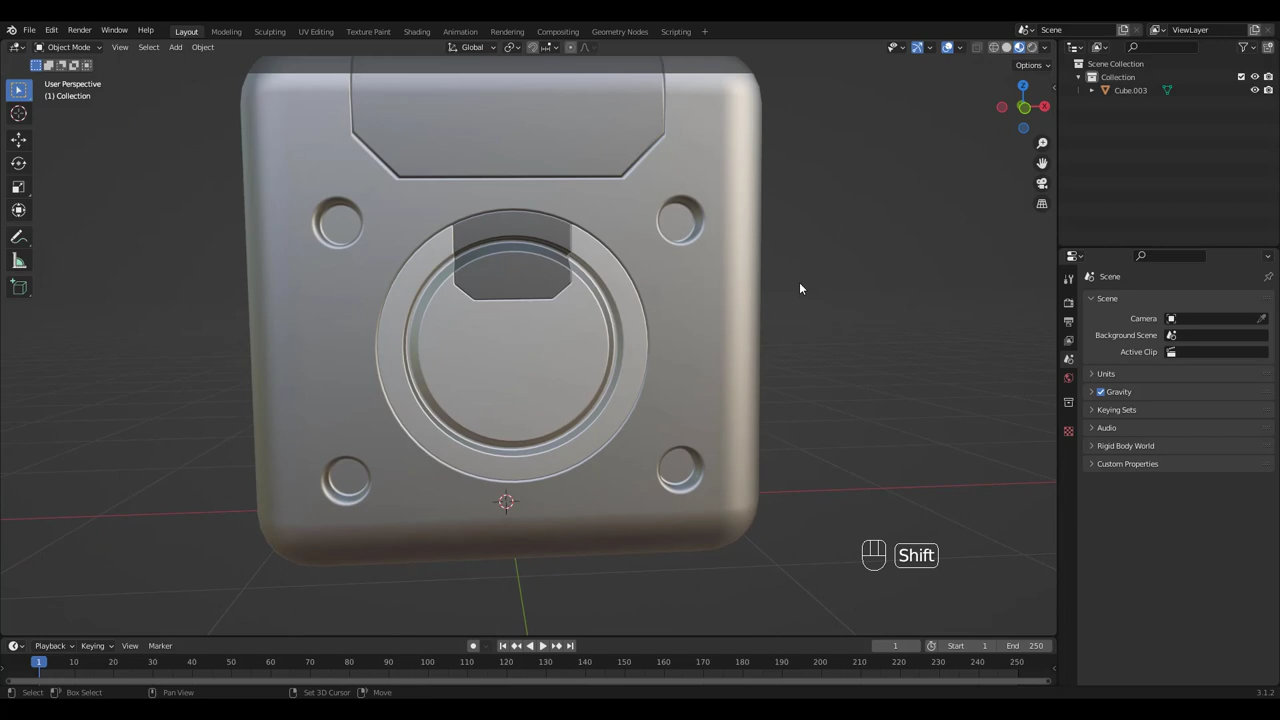 File Edit Render Window Help Layout Modeling Sculpting UV Editing Texture Paint Shading Animation Rendering Compositing Geometry Nodes Scripting + Scene ViewLayer
Object Mode View Select Add Object Global
Options
User Perspective
(1) Collection
Scene Collection
Collection
Cube.003
Z
X
Scene
Scene
Camera
Background Scene
Active Clip
Units
Gravity
Keying Sets
Audio
Rigid Body World
Custom Properties
Shift
Playback Keying View Marker 1 Start 1 End 250
1 10 20 30 40 50 60 70 80 90 100 110 120 130 140 150 160 170 180 190 200 210 220 230 240 250
Select Box Select Pan View Set 3D Cursor Move 3.1.2